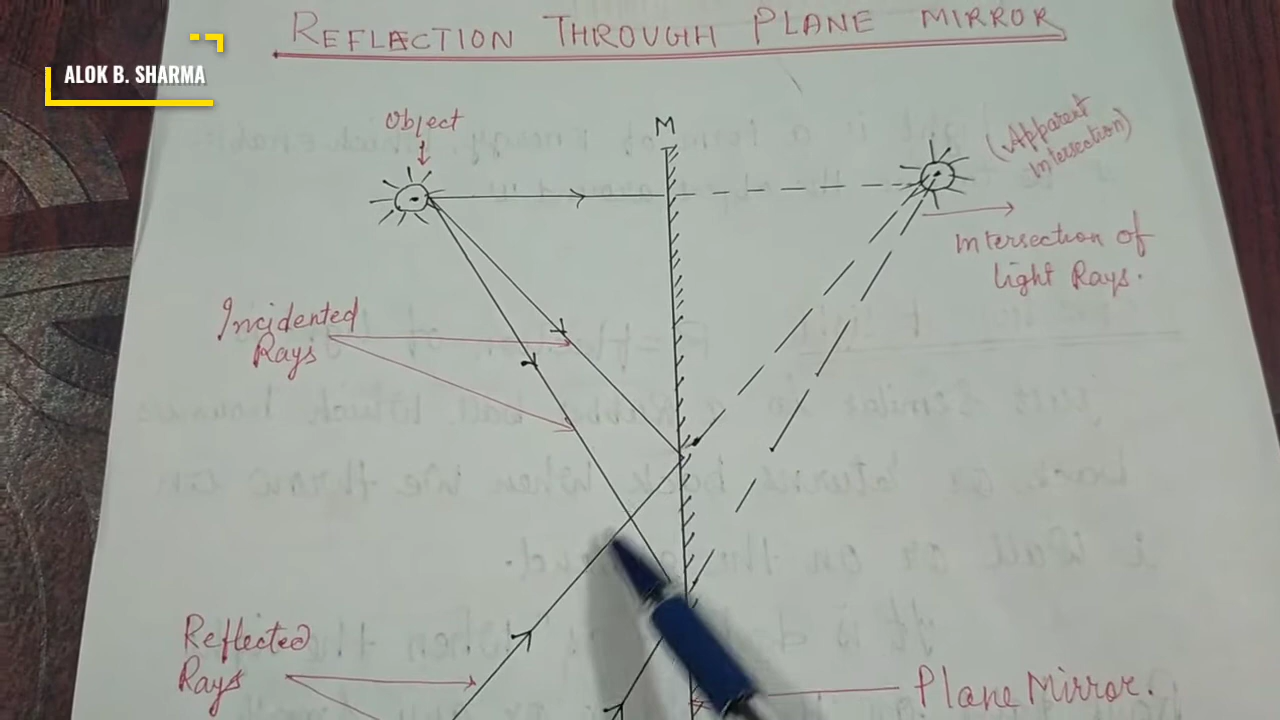 REFLECTION THROUGH PLANE MIRROR
ALOK B. SHARMA
Object
M
(Apparent
Intersection)
Intersection of
light Rays.
Incidented
Rays
Reflected
Rays
Plane Mirror.